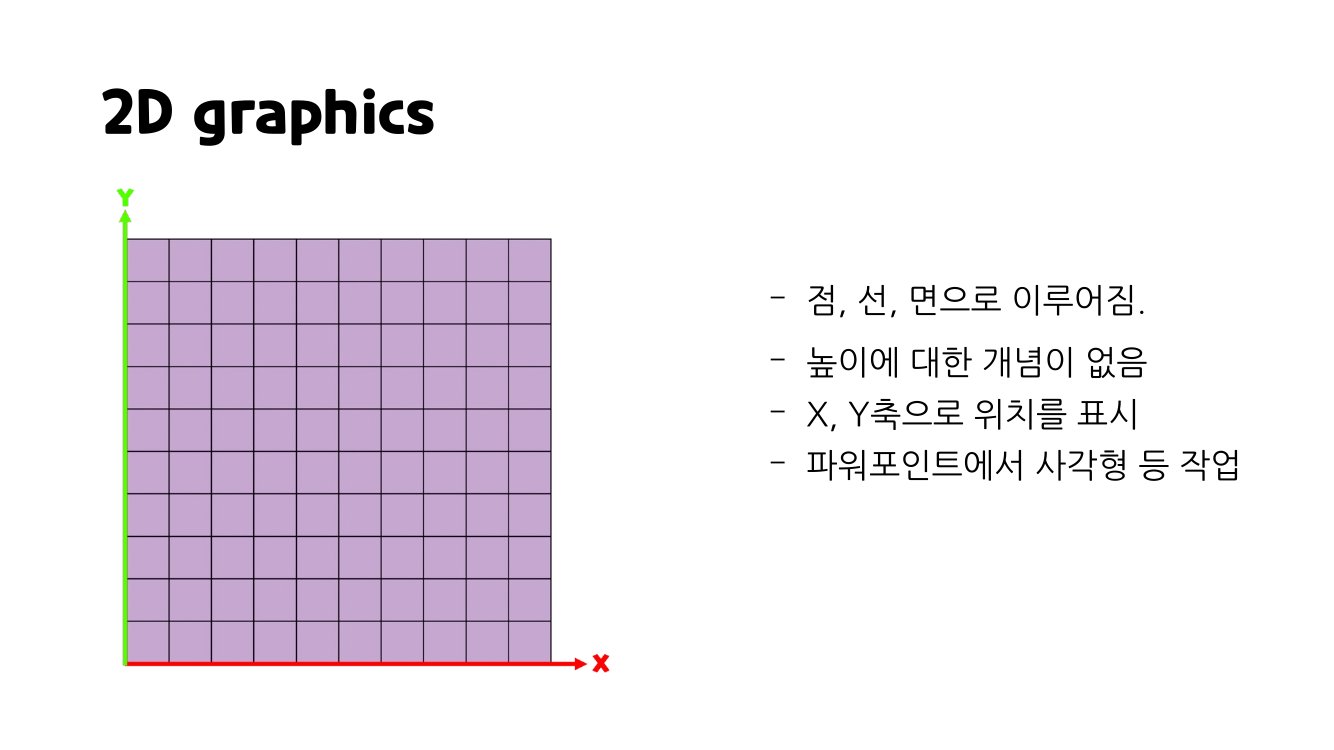 2D graphics
Y
- 점, 선, 면으로 이루어짐.
- 높이에 대한 개념이 없음
- X, Y축으로 위치를 표시
- 파워포인트에서 사각형 등 작업
X